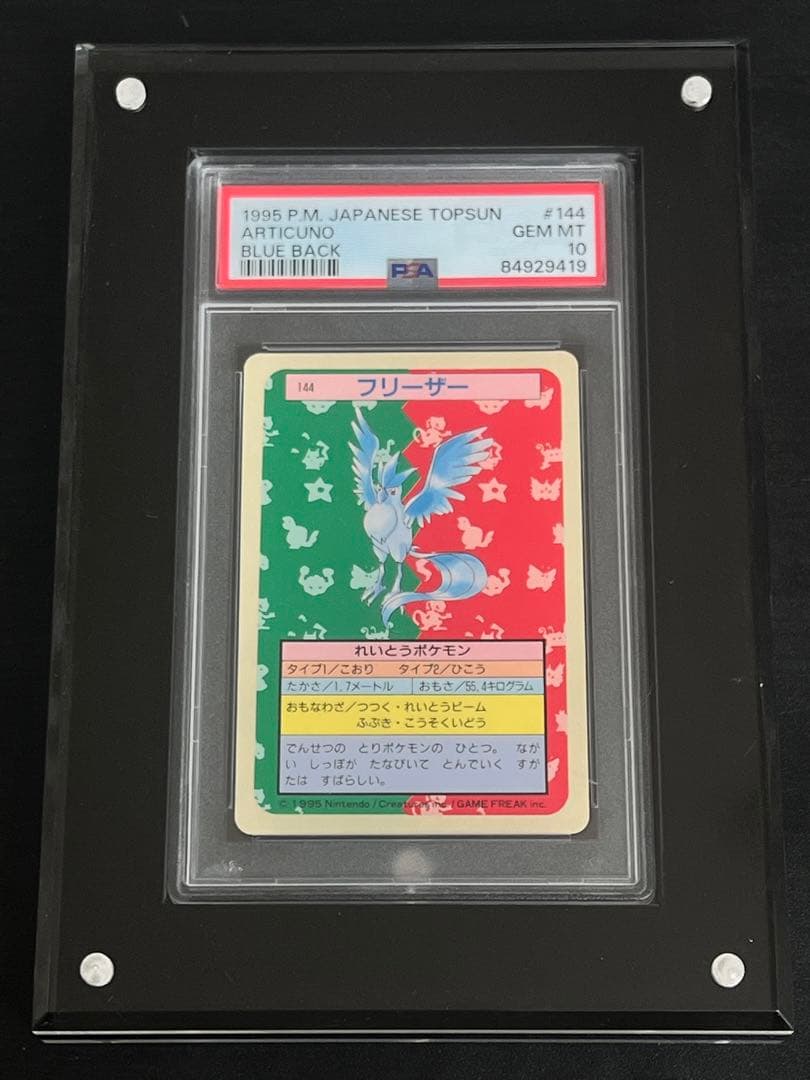 1995 P.M. JAPANESE TOPSUN #144
ARTICUNO GEM MT
BLUE BACK 10
PSA 84929419
144 フリーザー
れいとうポケモン
タイプ1/こおり タイプ2/ひこう
たかさ/1.7メートル おもさ/55.4キログラム
おもなわざ/つつく・れいとうビーム
ふぶき・こうそくいどう
でんせつの とりポケモンの ひとつ。 なが
い しっぽが たなびいて とんでいく すが
たは すばらしい。
© 1995 Nintendo/Creatures inc./GAME FREAK inc.